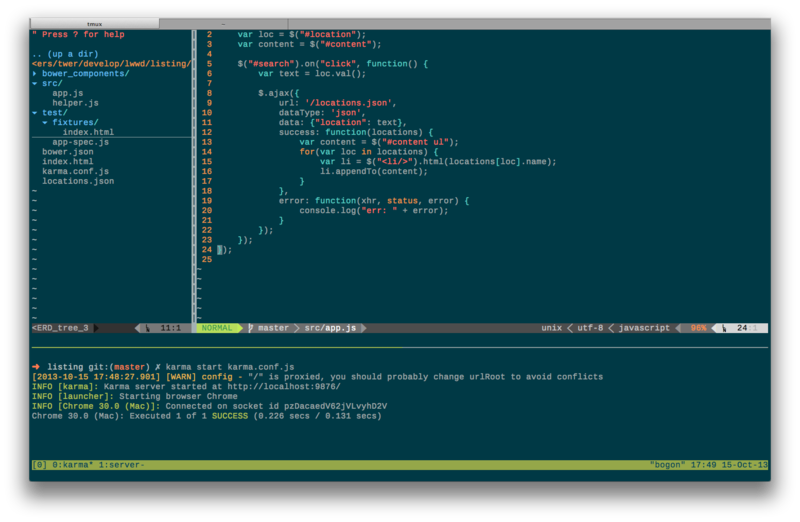 tmux
~
" Press ? for help
.. (up a dir)
<ers/twer/develop/lwwd/listing/
▸ bower_components/
▾ src/
app.js
helper.js
▾ test/
▾ fixtures/
index.html
app-spec.js
bower.json
index.html
karma.conf.js
locations.json
~
~
~
~
~
~
~
~
~
~
~
~
~
~
2 var loc = $("#location");
3 var content = $("#content");
4
5 $("#search").on("click", function() {
6 var text = loc.val();
7
8 $.ajax({
9 url: '/locations.json',
10 dataType: 'json',
11 data: {"location": text},
12 success: function(locations) {
13 var content = $("#content ul");
14 for(var loc in locations) {
15 var li = $("<li/>").html(locations[loc].name);
16 li.appendTo(content);
17 }
18 },
19 error: function(xhr, status, error) {
20 console.log("err: " + error);
21 }
22 });
23 });
24 });
25
~
~
~
~
~
~
<ERD_tree_3 11:1 NORMAL master src/app.js unix utf-8 javascript 96% 24:1
➜ listing git:(master) ✗ karma start karma.conf.js
[2013-10-15 17:48:27.901] [WARN] config - "/" is proxied, you should probably change urlRoot to avoid conflicts
INFO [karma]: Karma server started at http://localhost:9876/
INFO [launcher]: Starting browser Chrome
INFO [Chrome 30.0 (Mac)]: Connected on socket id pzDacaedV62jVLvyhD2V
Chrome 30.0 (Mac): Executed 1 of 1 SUCCESS (0.226 secs / 0.131 secs)
[0] 0:karma* 1:server- "bogon" 17:49 15-Oct-13